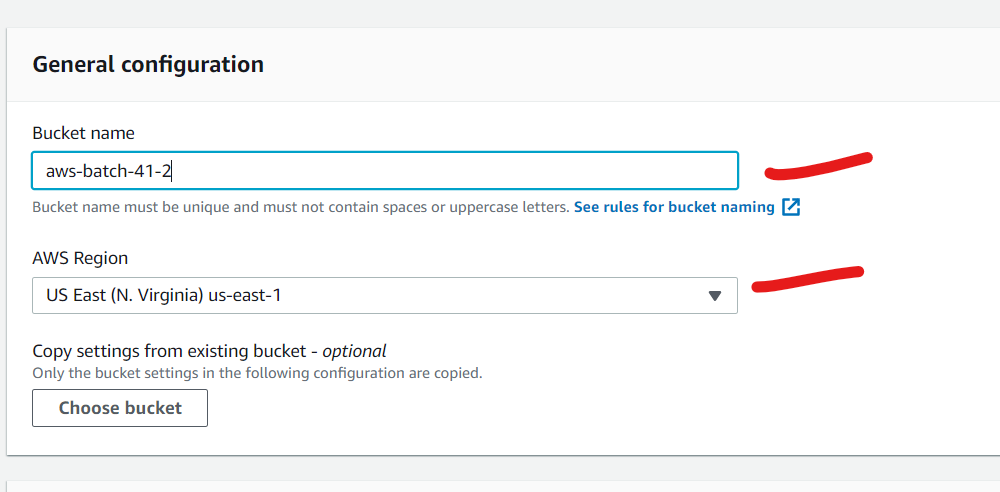 General configuration
Bucket name
aws-batch-41-2
Bucket name must be unique and must not contain spaces or uppercase letters. See rules for bucket naming
AWS Region
US East (N. Virginia) us-east-1
Copy settings from existing bucket - optional
Only the bucket settings in the following configuration are copied.
Choose bucket